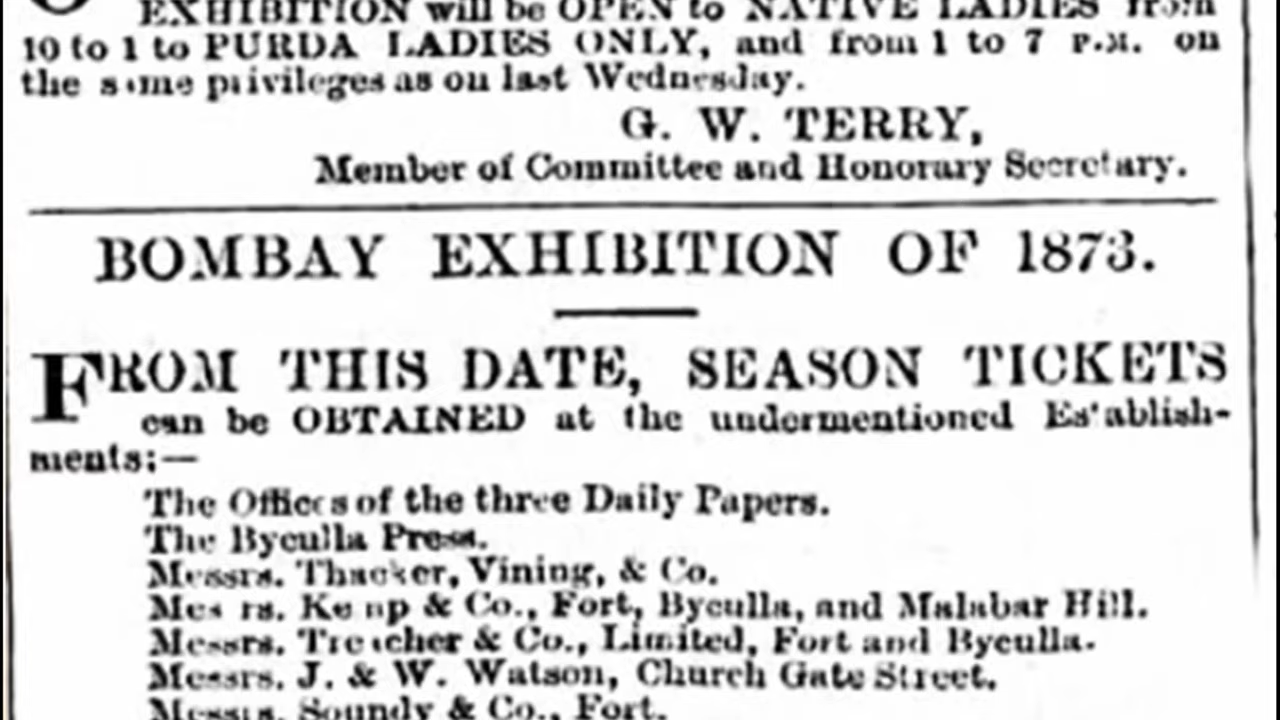 EXHIBITION will be OPEN to NATIVE LADIES from
10 to 1 to PURDA LADIES ONLY, and from 1 to 7 P.M. on
the same privileges as on last Wednesday.
G. W. TERRY,
Member of Committee and Honorary Secretary.
BOMBAY EXHIBITION OF 1873.
FROM THIS DATE, SEASON TICKETS
can be OBTAINED at the undermentioned Establish-
ments:—
The Offices of the three Daily Papers.
The Byculla Press.
Messrs. Thacker, Vining, & Co.
Messrs. Kemp & Co., Fort, Byculla, and Malabar Hill.
Messrs. Treacher & Co., Limited, Fort and Byculla.
Messrs. J. & W. Watson, Church Gate Street.
Messrs. Soundy & Co., Fort.